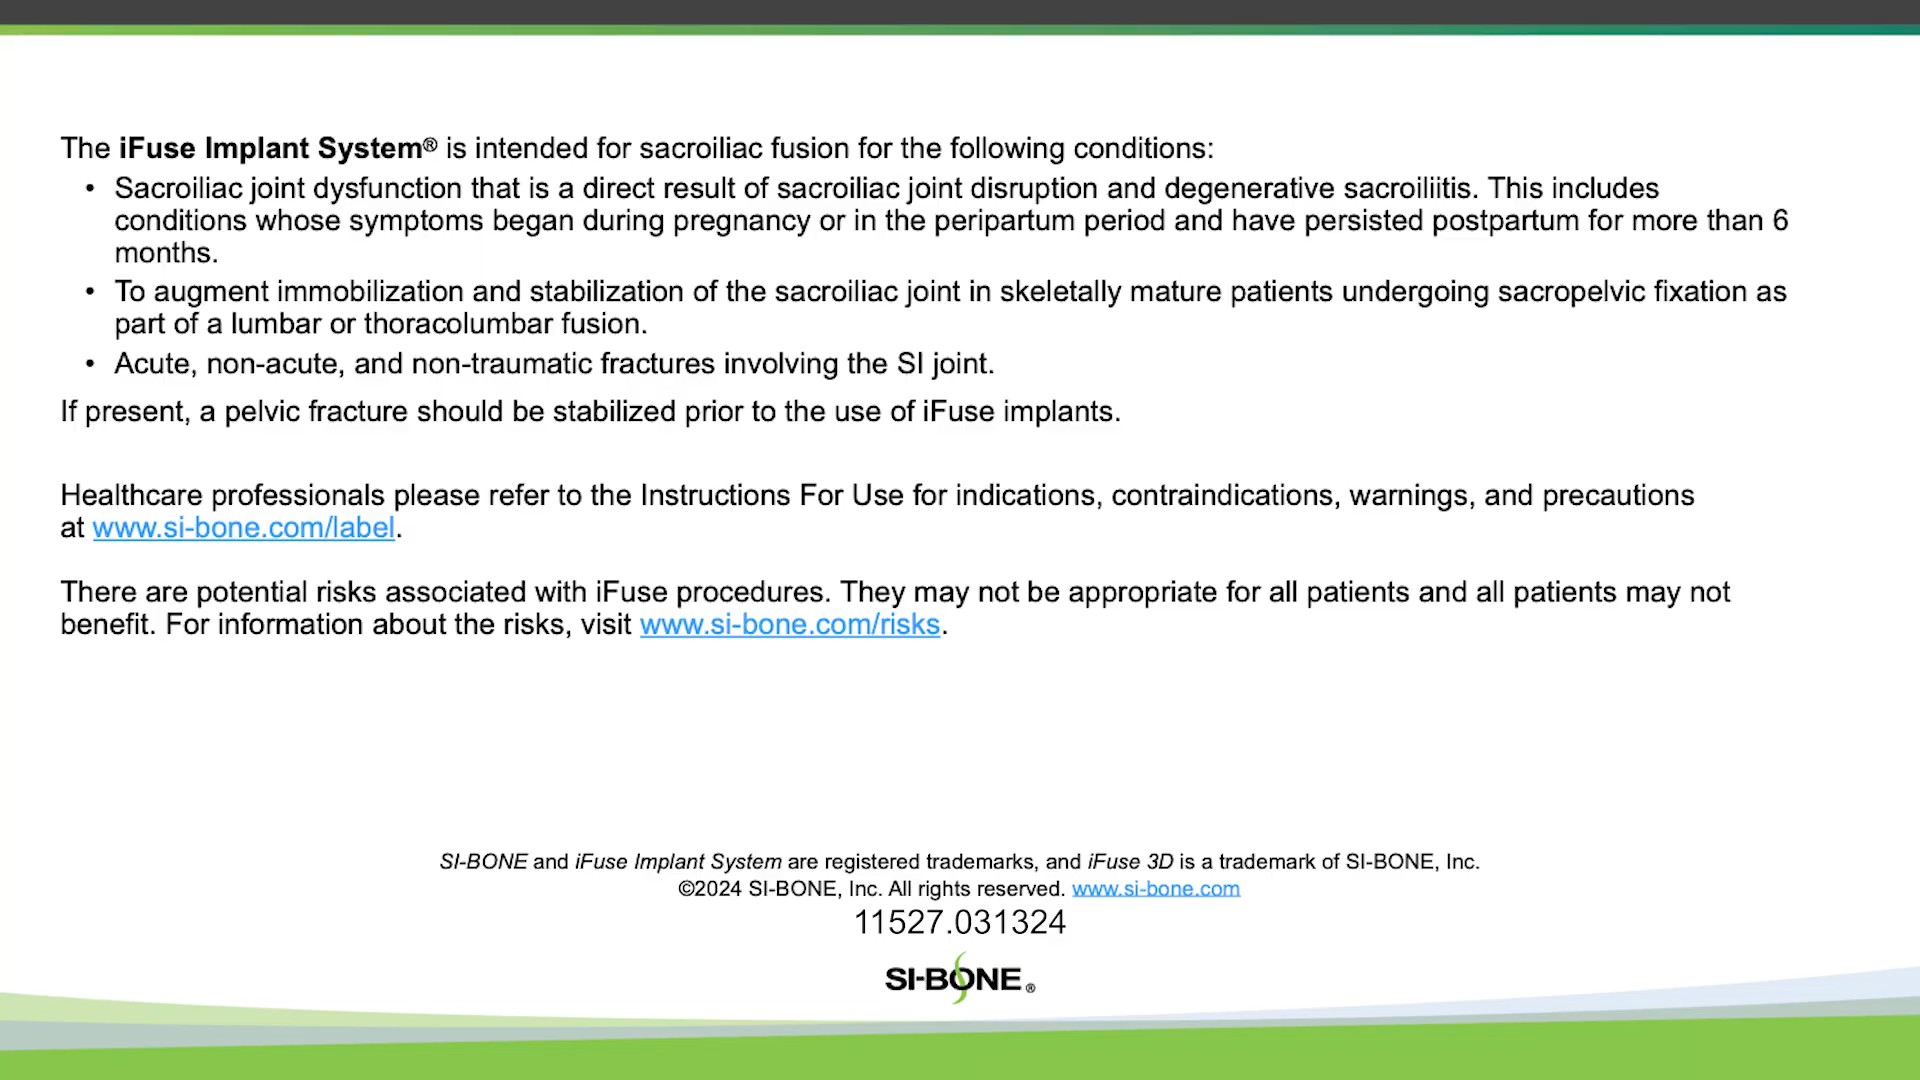 The iFuse Implant System® is intended for sacroiliac fusion for the following conditions:
• Sacroiliac joint dysfunction that is a direct result of sacroiliac joint disruption and degenerative sacroiliitis. This includes
conditions whose symptoms began during pregnancy or in the peripartum period and have persisted postpartum for more than 6
months.
• To augment immobilization and stabilization of the sacroiliac joint in skeletally mature patients undergoing sacropelvic fixation as
part of a lumbar or thoracolumbar fusion.
• Acute, non-acute, and non-traumatic fractures involving the SI joint.
If present, a pelvic fracture should be stabilized prior to the use of iFuse implants.
Healthcare professionals please refer to the Instructions For Use for indications, contraindications, warnings, and precautions
at www.si-bone.com/label.
There are potential risks associated with iFuse procedures. They may not be appropriate for all patients and all patients may not
benefit. For information about the risks, visit www.si-bone.com/risks.
SI-BONE and iFuse Implant System are registered trademarks, and iFuse 3D is a trademark of SI-BONE, Inc.
©2024 SI-BONE, Inc. All rights reserved. www.si-bone.com
11527.031324
SI-BONE®